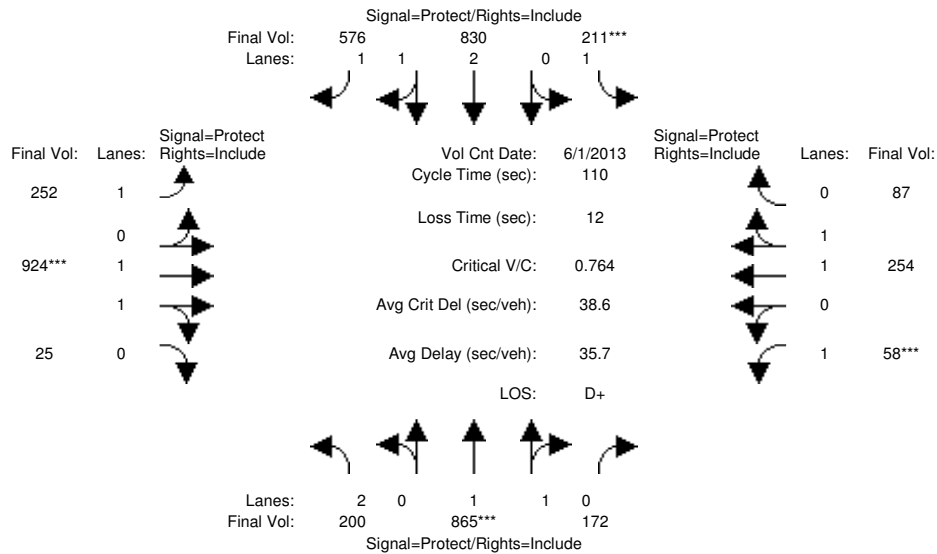 Signal=Protect/Rights=Include
Final Vol: 576 830 211***
Lanes: 1 1 2 0 1
Signal=Protect
Final Vol: Lanes: Rights=Include
Vol Cnt Date: 6/1/2013
Signal=Protect
Rights=Include Lanes: Final Vol:
Cycle Time (sec): 110
252 1
0 87
Loss Time (sec): 12
0
1
924*** 1
Critical V/C: 0.764
1 254
1
Avg Crit Del (sec/veh): 38.6
0
25 0
Avg Delay (sec/veh): 35.7
1 58***
LOS: D+
Lanes: 2 0 1 1 0
Final Vol: 200 865*** 172
Signal=Protect/Rights=Include